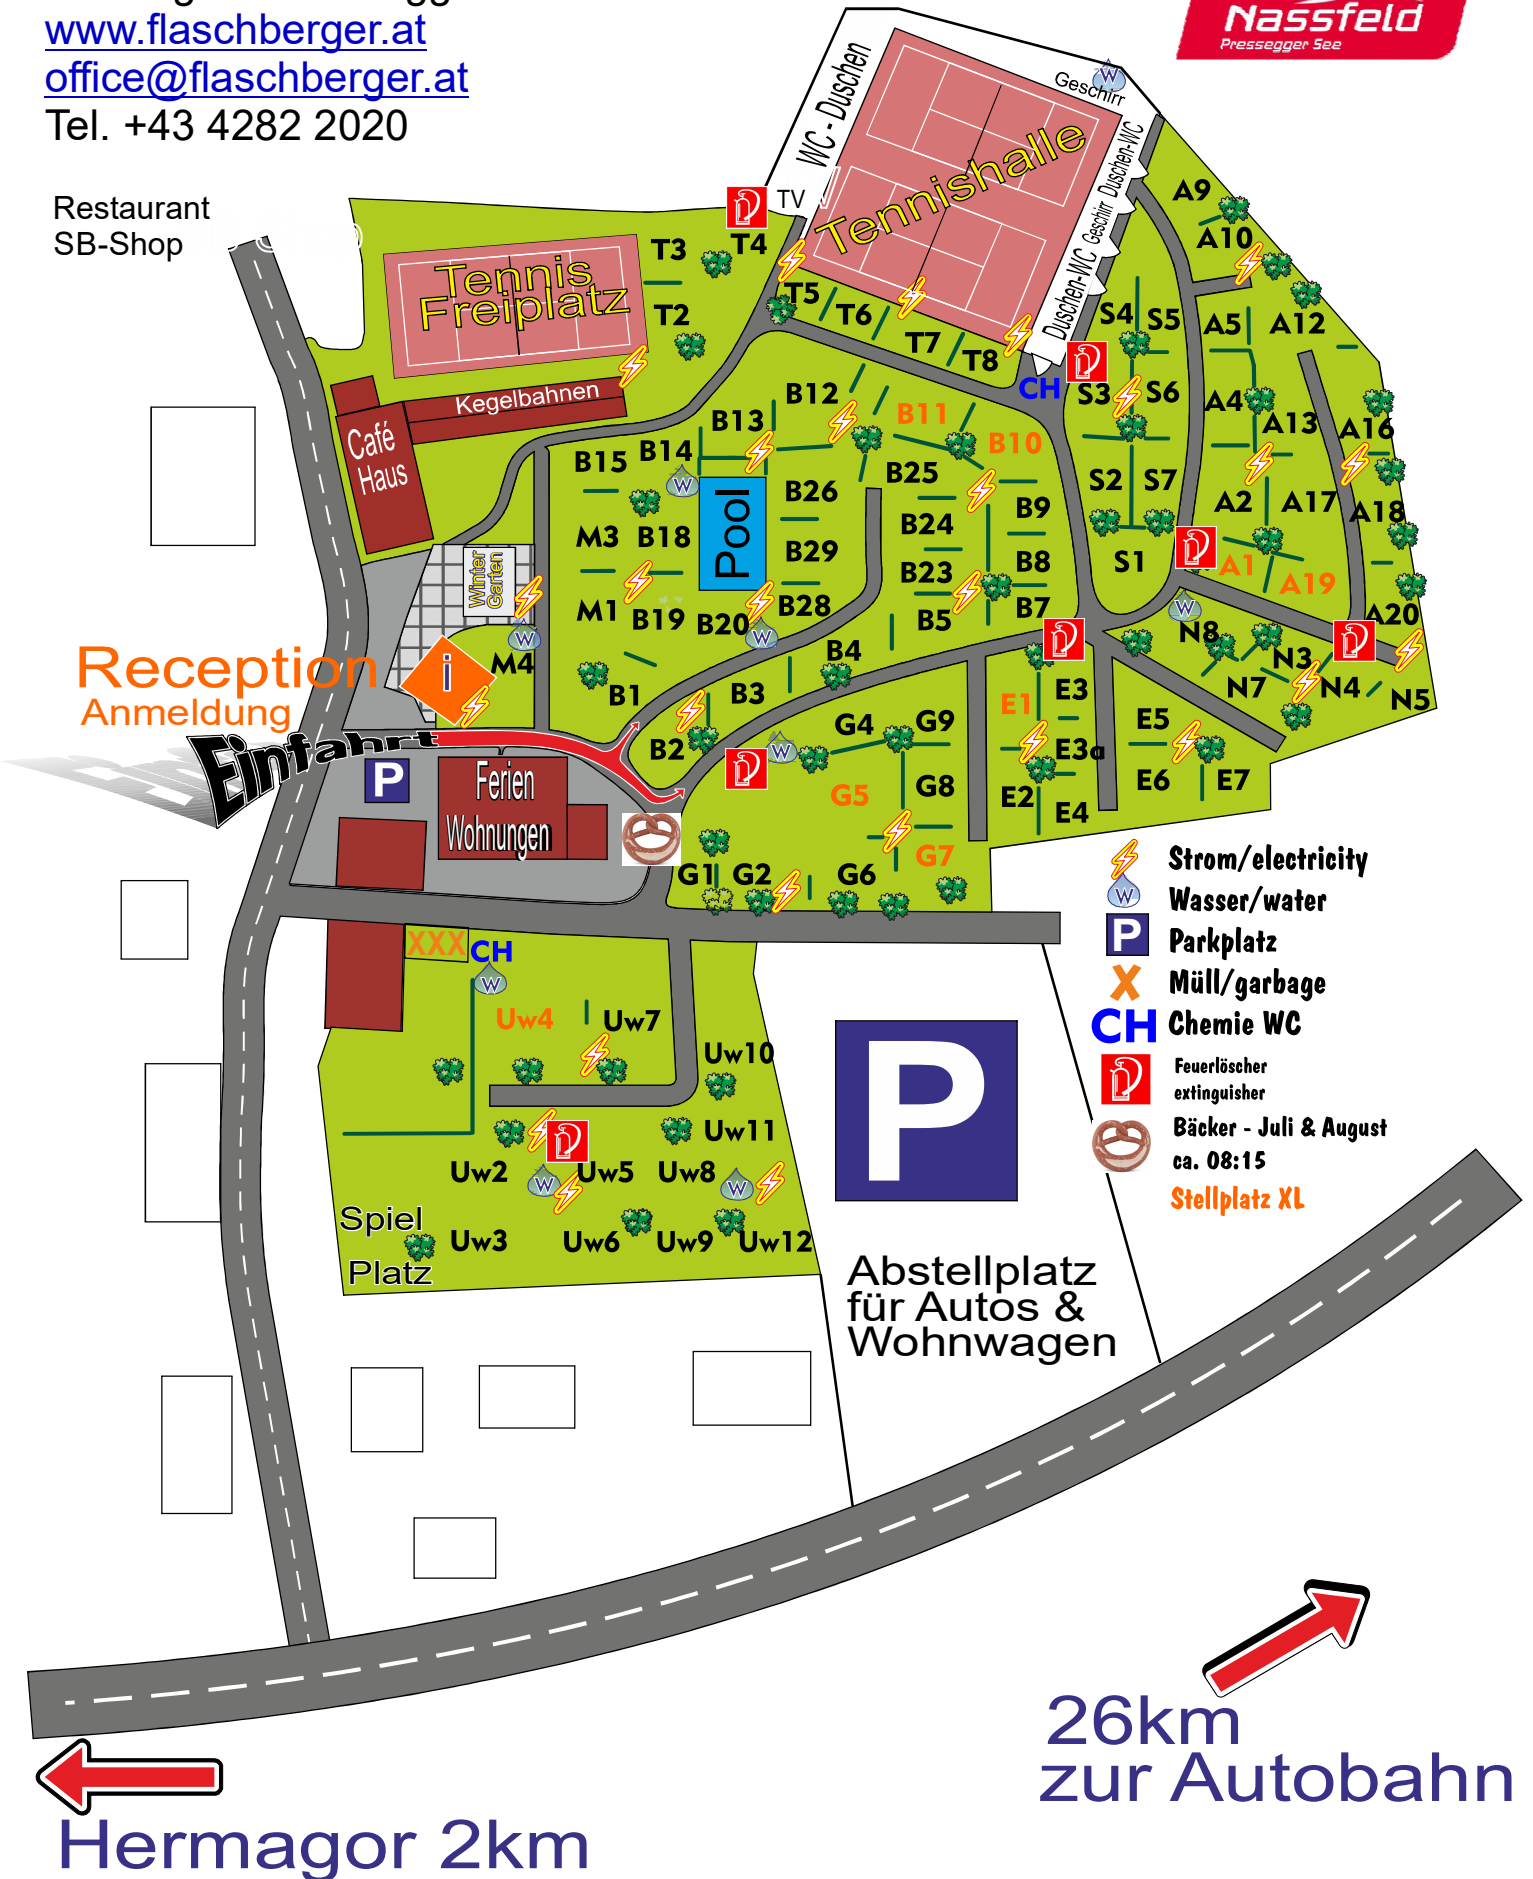 www.flaschberger.at
office@flaschberger.at
Tel. +43 4282 2020
Nassfeld
Pressegger See
Restaurant
SB-Shop
WC - Duschen
TV
Geschirr
W
Tennishalle
Duschen-WC
Geschirr
Duschen-WC
Tennis
Freiplatz
Kegelbahnen
Café
Haus
T3
T4
T2
T5
T6
T7
T8
CH
A9
A10
A5
A12
A4
A13
A16
A2
A17
A18
A1
A19
A20
S4
S5
S3
S6
S2
S7
S1
B12
B13
B11
B10
B15
B14
W
B25
B26
B9
B24
M3
B18
Pool
B29
B8
B23
M1
B19
B20
B28
B5
B7
W
Winter
Garten
W
M4
i
B4
B1
B3
B2
W
N8
N3
N7
N4
N5
Reception
Anmeldung
Einfahrt
P
Ferien
Wohnungen
W
G4
G9
G5
G8
G7
G1
G2
G6
E1
E3
E3a
E2
E4
E5
E6
E7
XXX
CH
W
Uw4
Uw7
Uw10
Uw11
Uw2
W
Uw5
Uw8
W
Uw3
Uw6
Uw9
Uw12
Spiel
Platz
Strom/electricity
W
Wasser/water
P
Parkplatz
X
Müll/garbage
CH
Chemie WC
Feuerlöscher
extinguisher
Bäcker - Juli & August
ca. 08:15
Stellplatz XL
P
Abstellplatz
für Autos &
Wohnwagen
26km
zur Autobahn
Hermagor 2km